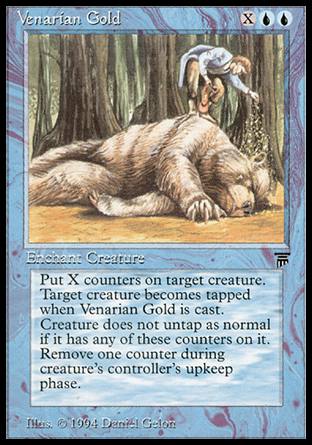 Venarian Gold X
Enchant Creature
Put X counters on target creature.
Target creature becomes tapped
when Venarian Gold is cast.
Creature does not untap as normal
if it has any of these counters on it.
Remove one counter during
creature's controller's upkeep
phase.
Illus. © 1994 Daniel Gelon